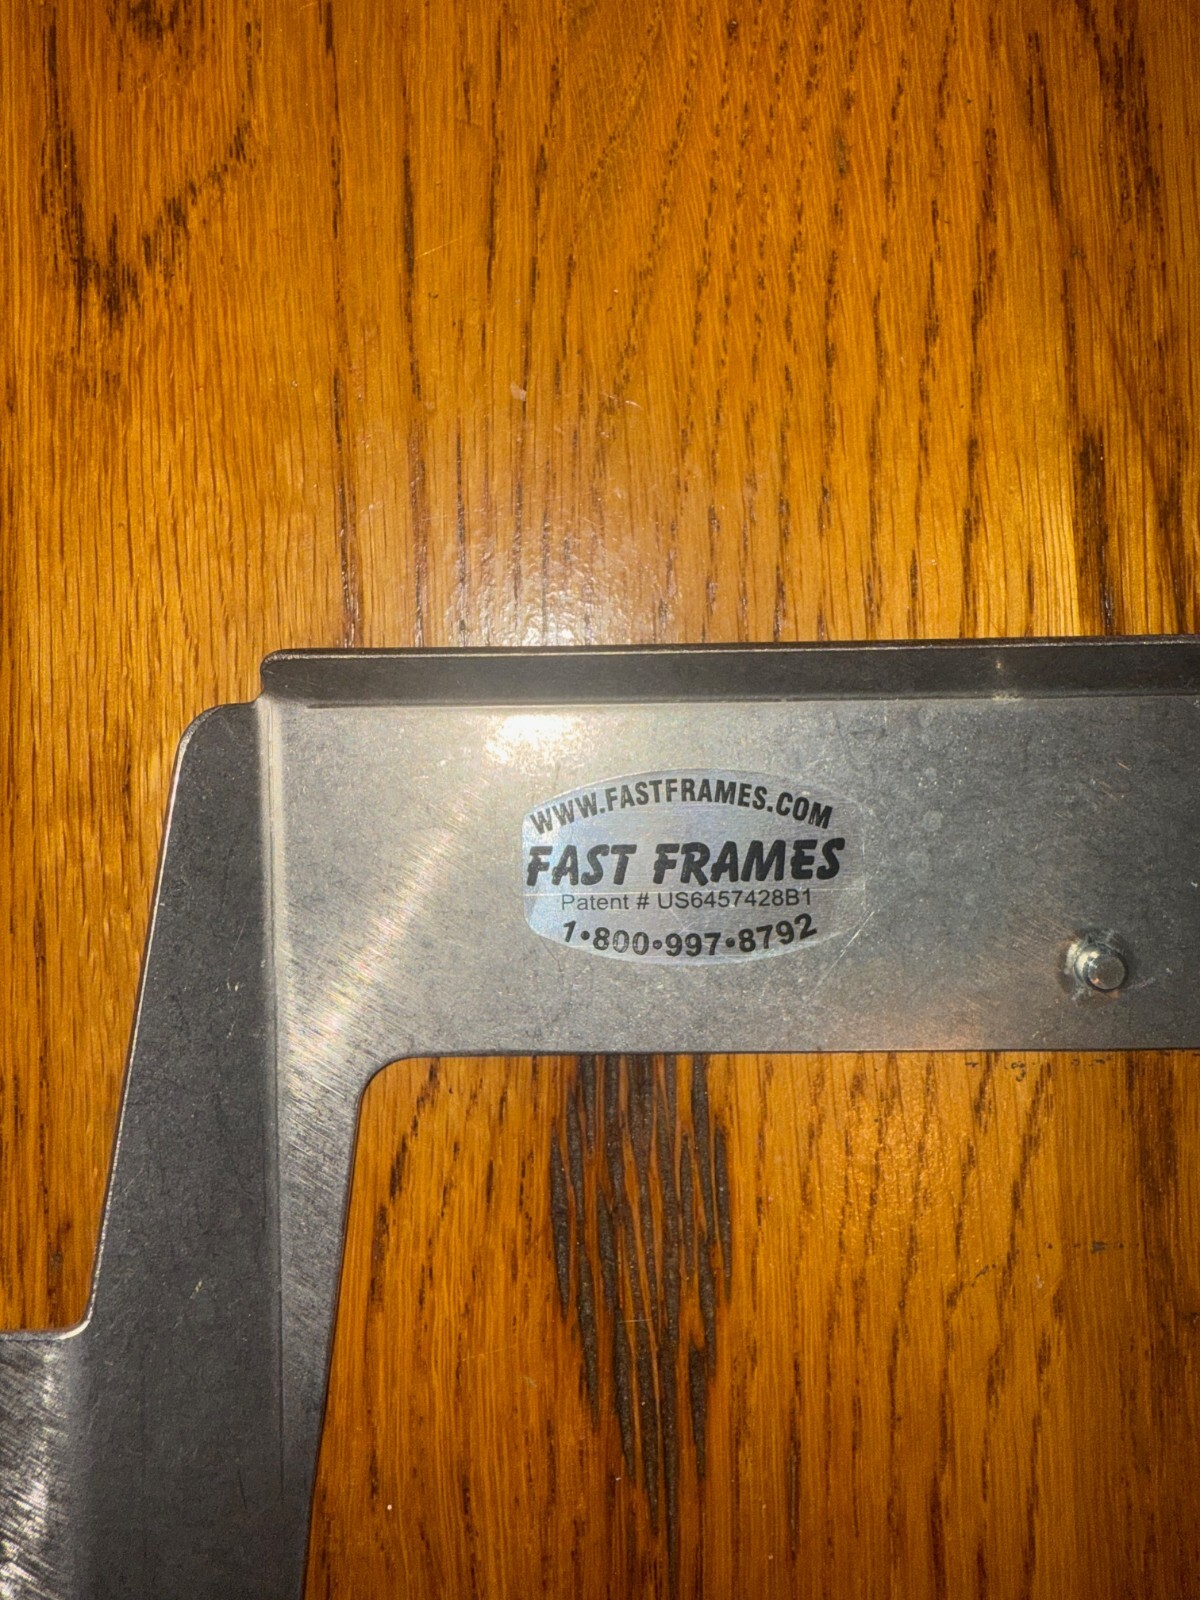 WWW.FASTFRAMES.COM
FAST FRAMES
Patent # US6457428B1
1•800•997•8792